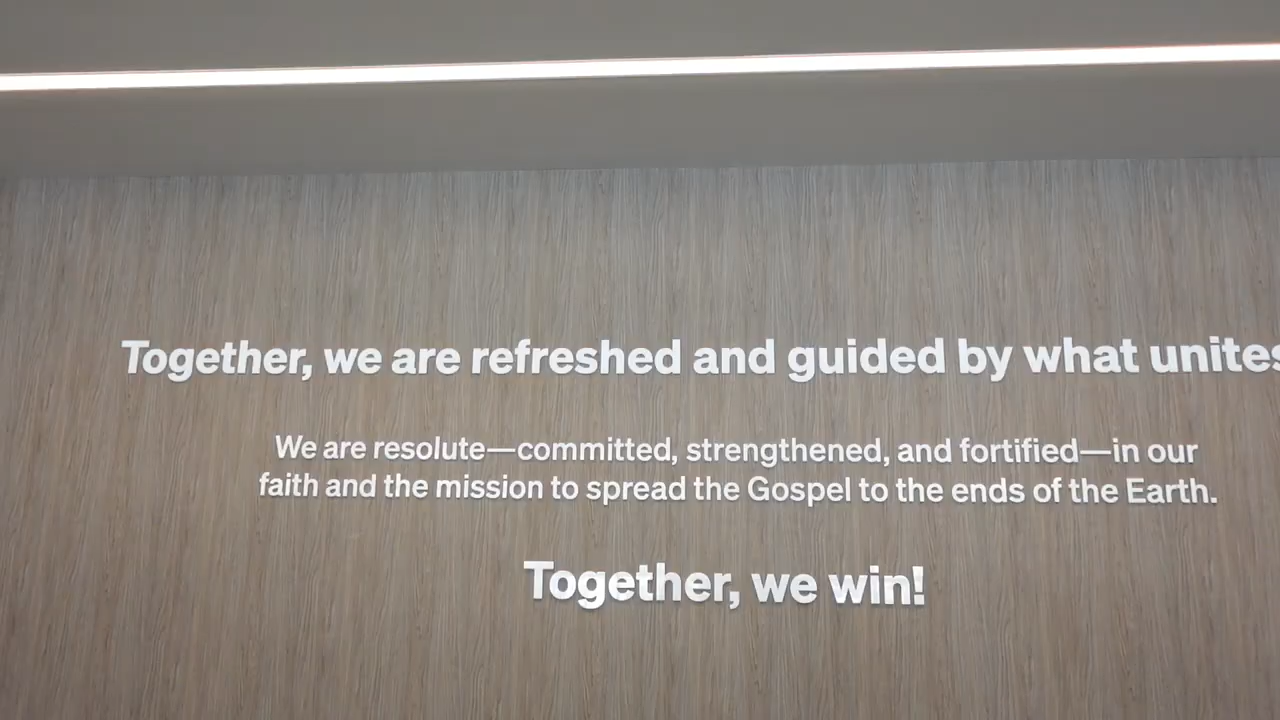 Together, we are refreshed and guided by what unites
We are resolute—committed, strengthened, and fortified—in our
faith and the mission to spread the Gospel to the ends of the Earth.
Together, we win!